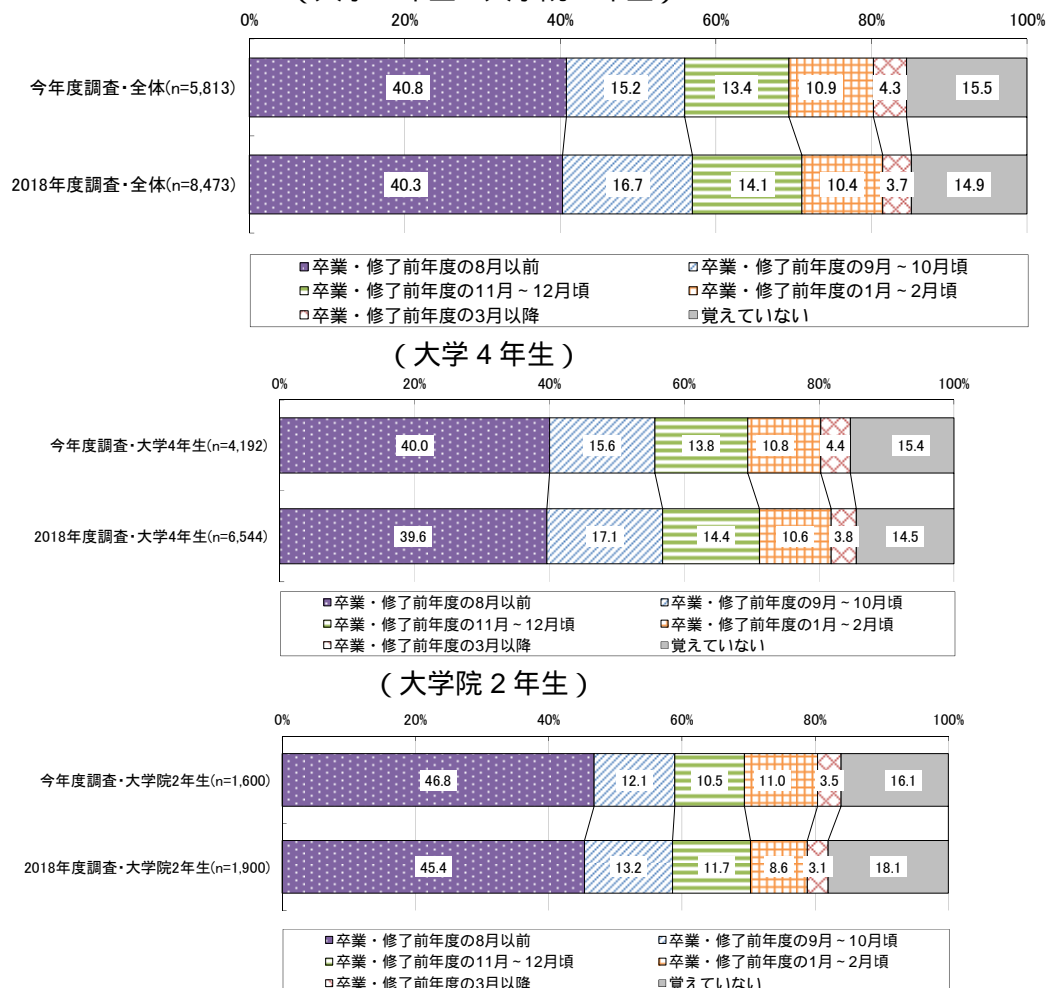 0% 20% 40% 60% 80% 100%
今年度調査・全体(n=5,813) 40.8 15.2 13.4 10.9 4.3 15.5
2018年度調査・全体(n=8,473) 40.3 16.7 14.1 10.4 3.7 14.9
卒業・修了前年度の8月以前 卒業・修了前年度の9月~10月頃
卒業・修了前年度の11月~12月頃 卒業・修了前年度の1月~2月頃
卒業・修了前年度の3月以降 覚えていない
(大学4年生)
0% 20% 40% 60% 80% 100%
今年度調査・大学4年生(n=4,192) 40.0 15.6 13.8 10.8 4.4 15.4
2018年度調査・大学4年生(n=6,544) 39.6 17.1 14.4 10.6 3.8 14.5
卒業・修了前年度の8月以前 卒業・修了前年度の9月~10月頃
卒業・修了前年度の11月~12月頃 卒業・修了前年度の1月~2月頃
卒業・修了前年度の3月以降 覚えていない
(大学院2年生)
0% 20% 40% 60% 80% 100%
今年度調査・大学院2年生(n=1,600) 46.8 12.1 10.5 11.0 3.5 16.1
2018年度調査・大学院2年生(n=1,900) 45.4 13.2 11.7 8.6 3.1 18.1
卒業・修了前年度の8月以前 卒業・修了前年度の9月~10月頃
卒業・修了前年度の11月~12月頃 卒業・修了前年度の1月~2月頃
卒業・修了前年度の3月以降 覚えていない